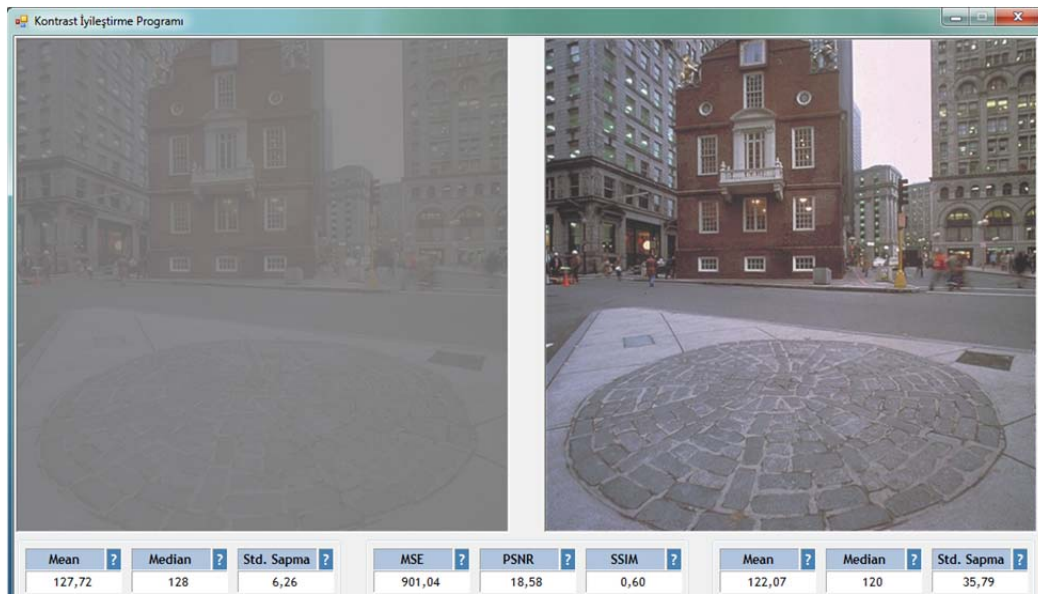 Kontrast İyileştirme Programı
Mean ? Median ? Std. Sapma ? MSE ? PSNR ? SSIM ? Mean ? Median ? Std. Sapma ?
127,72 128 6,26 901,04 18,58 0,60 122,07 120 35,79